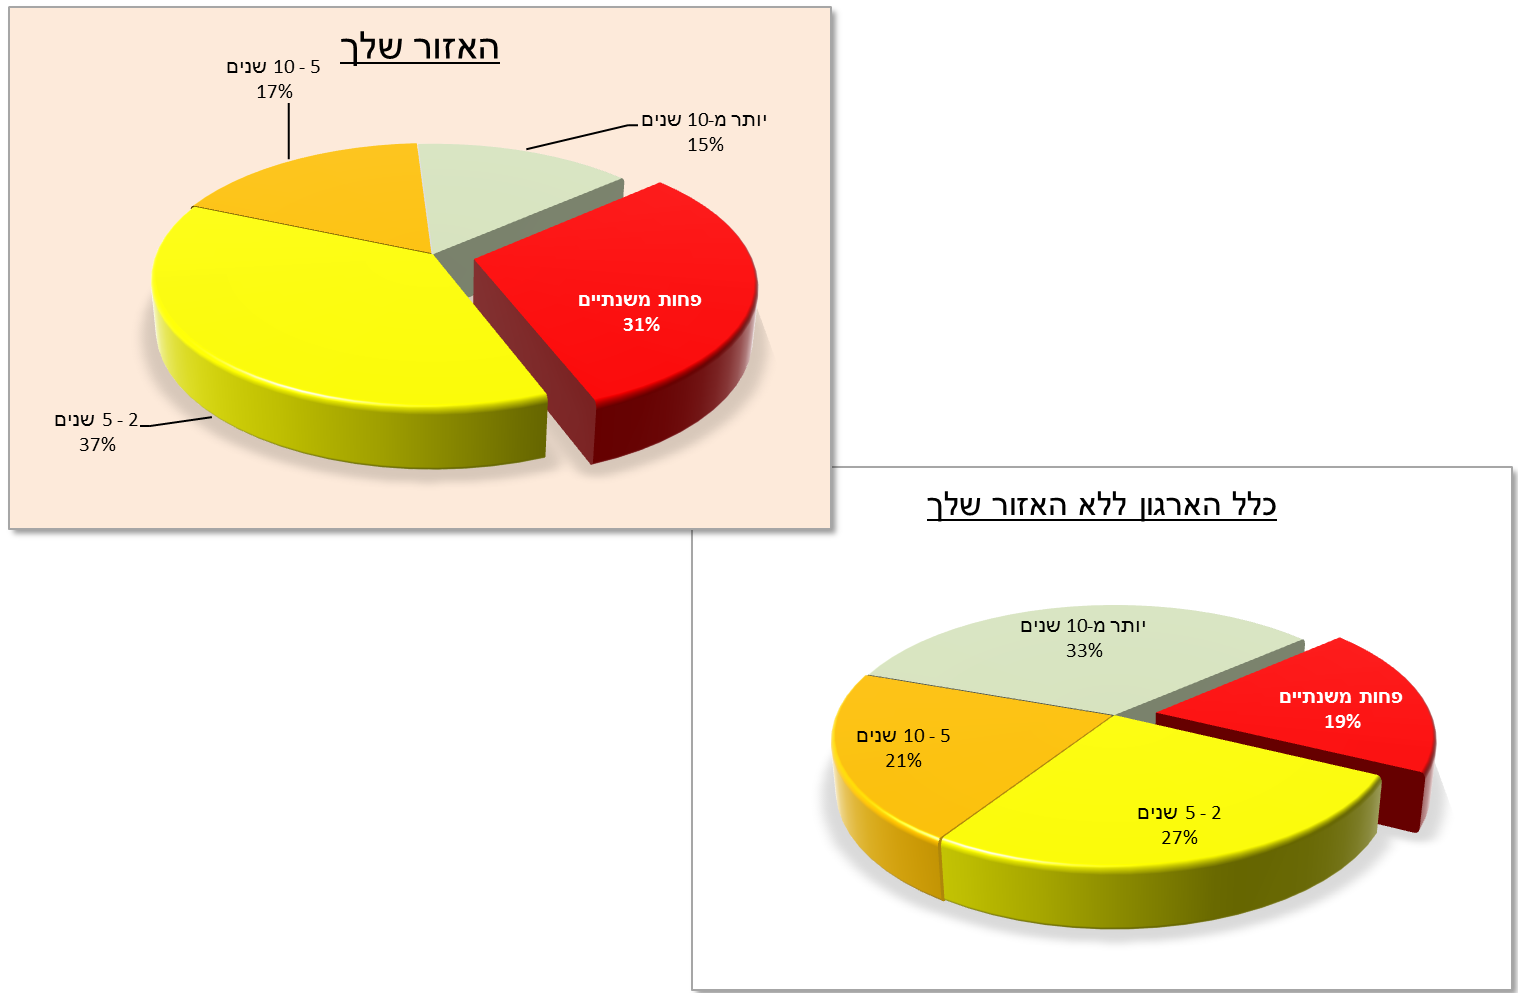 האזור שלך
5 - 10 שנים
17%
יותר מ-10 שנים
15%
פחות משנתיים
31%
2 - 5 שנים
37%
כלל הארגון ללא האזור שלך
יותר מ-10 שנים
33%
פחות משנתיים
19%
5 - 10 שנים
21%
2 - 5 שנים
27%